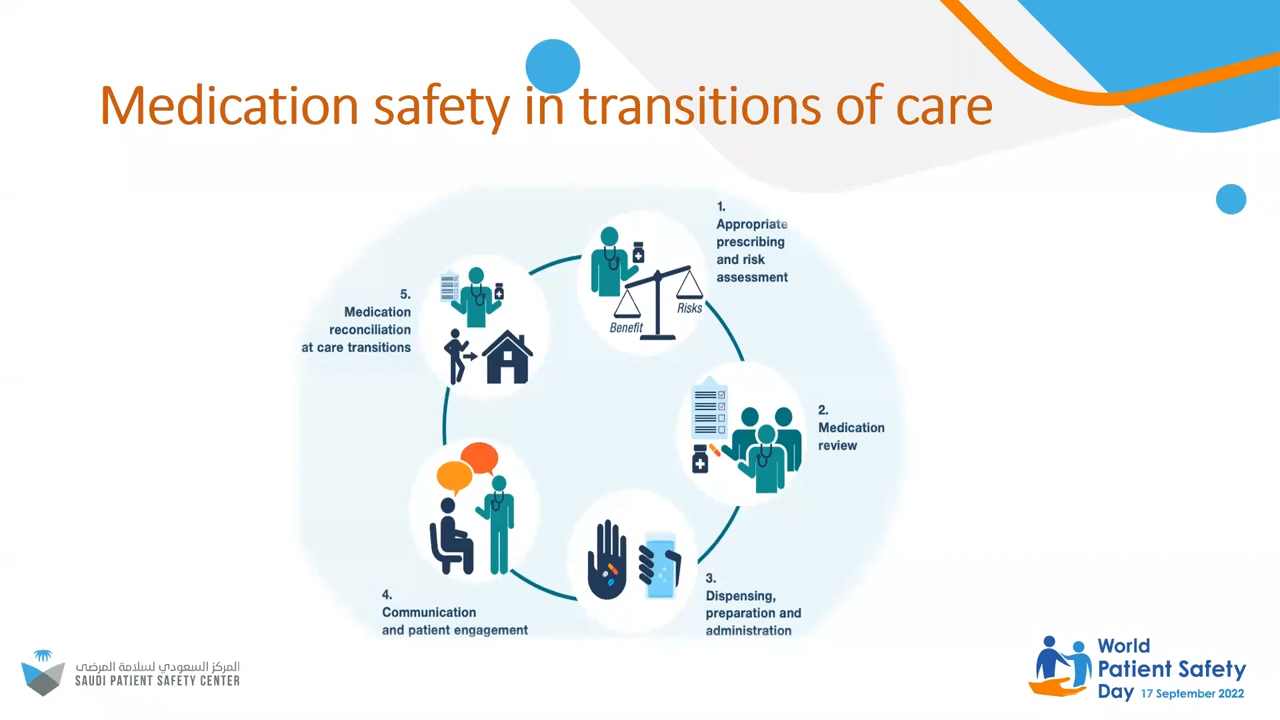 Medication safety in transitions of care
1.
Appropriate
prescribing
and risk
assessment
Benefit
Risks
2.
Medication
review
3.
Dispensing,
preparation and
administration
4.
Communication
and patient engagement
5.
Medication
reconciliation
at care transitions
المركز السعودي لسلامة المرضى
SAUDI PATIENT SAFETY CENTER
World
Patient Safety
Day 17 September 2022